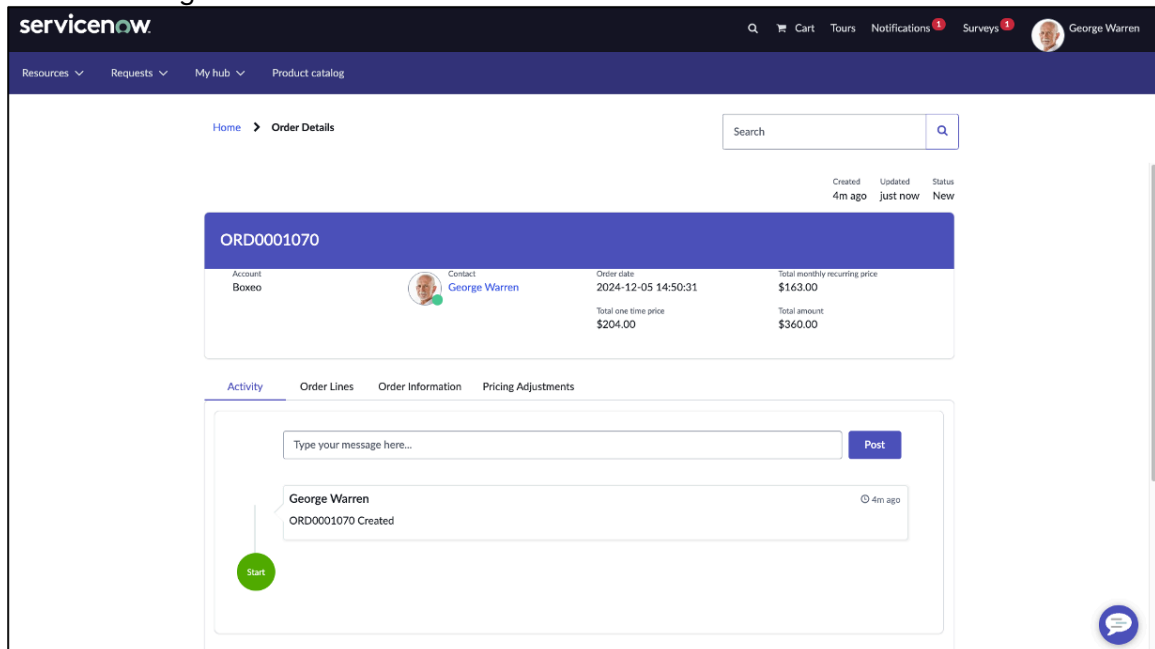 servicenow.
Cart Tours Notifications 1 Surveys 1 George Warren
Resources Requests My hub Product catalog
Home > Order Details
Search
Created Updated Status
4m ago just now New
ORD0001070
Account Contact Order date Total monthly recurring price
Boxeo George Warren 2024-12-05 14:50:31 $163.00
Total one time price Total amount
$204.00 $360.00
Activity Order Lines Order Information Pricing Adjustments
Type your message here... Post
George Warren 4m ago
ORD0001070 Created
Start